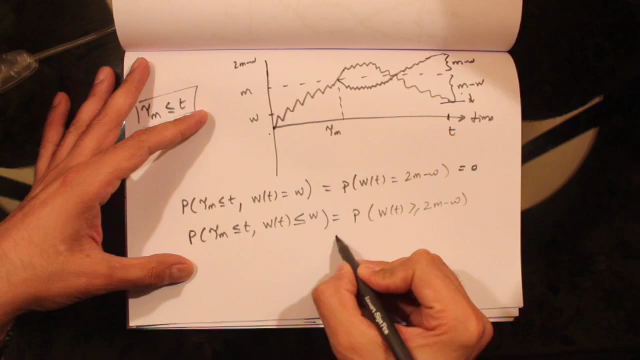 2m-w
m
w
m-w
m-w
w
τm
t
time
τm ≤ t
P(τm ≤ t, W(t) = w) = P(W(t) = 2m-w) = 0
P(τm ≤ t, W(t) ≤ w) = P(W(t) ≥ 2m-w)